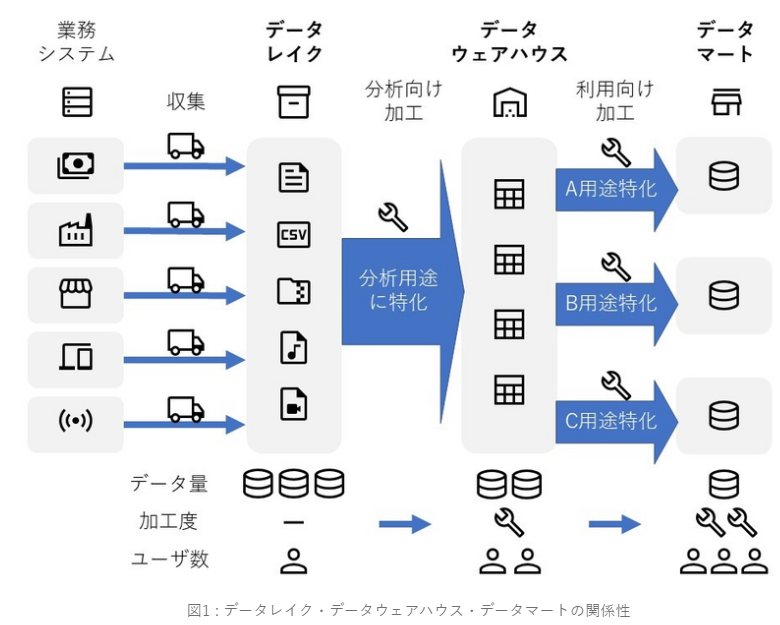 業務
システム
データ
レイク
データ
ウェアハウス
データ
マート
収集
分析向け
加工
利用向け
加工
CSV
分析用途
に特化
A用途特化
B用途特化
C用途特化
データ量
加工度
ー
ユーザ数
図1：データレイク・データウェアハウス・データマートの関係性